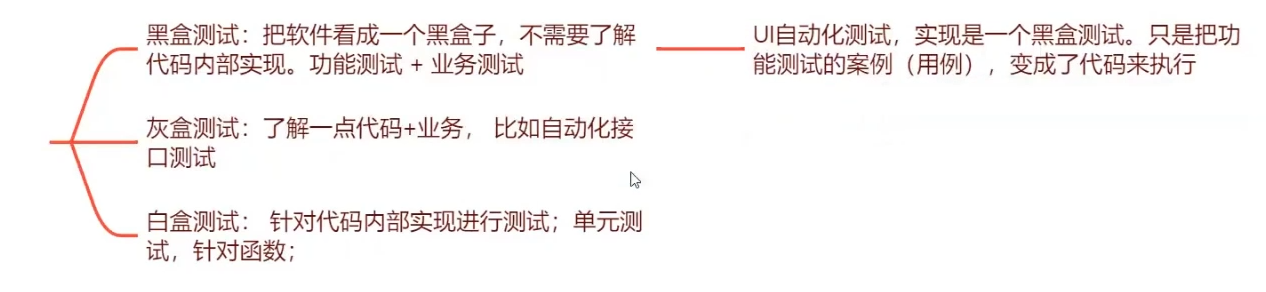 黑盒测试：把软件看成一个黑盒子，不需要了解
代码内部实现。功能测试 + 业务测试
UI自动化测试，实现是一个黑盒测试。只是把功
能测试的案例（用例），变成了代码来执行
灰盒测试：了解一点代码+业务， 比如自动化接
口测试
白盒测试： 针对代码内部实现进行测试；单元测
试，针对函数；